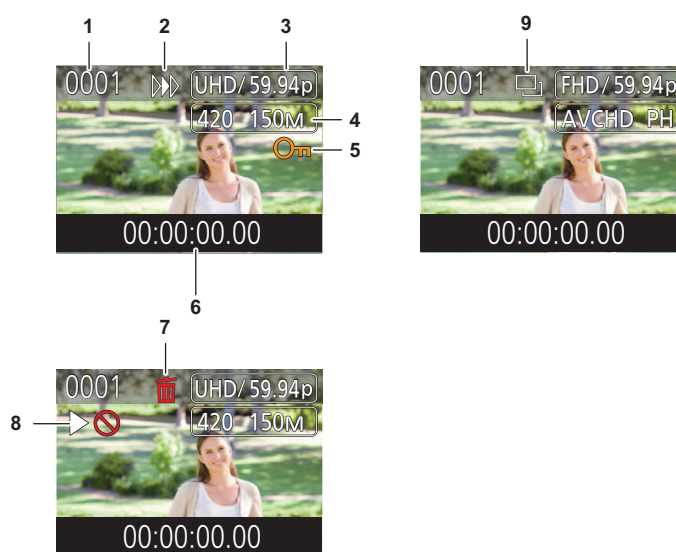 1 2 3
0001 UHD/59.94p
420 150M 4
5
00:00:00.00
6
9
0001 FHD/59.94p
AVCHD PH
00:00:00.00
7
0001 UHD/59.94p
8 420 150M
00:00:00.00